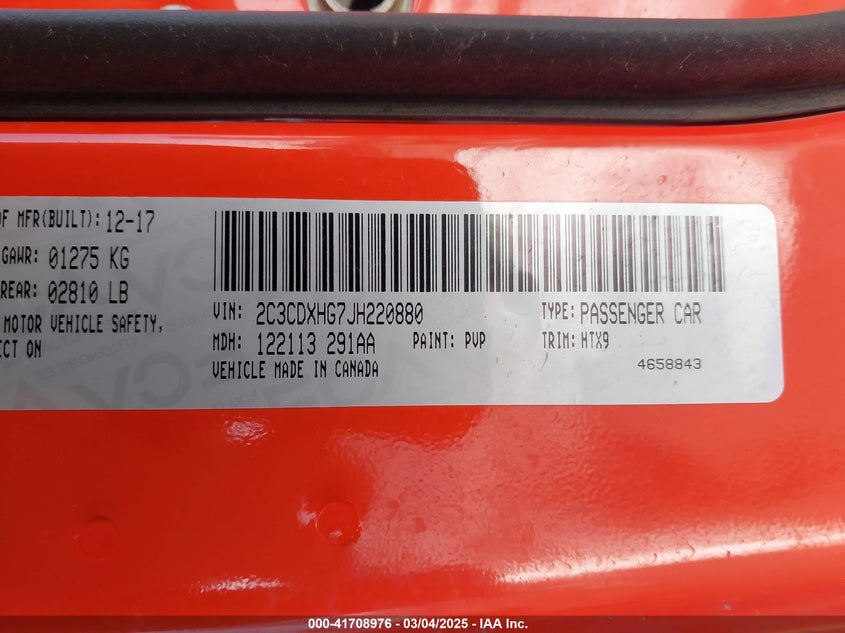 OF MFR(BUILT): 12-17
GAWR: 01275 KG
REAR: 02810 LB
MOTOR VEHICLE SAFETY,
ECT ON
VIN: 2C3CDXHG7JH220880
TYPE: PASSENGER CAR
MDH: 122113 291AA
PAINT: PVP
TRIM: HTX9
VEHICLE MADE IN CANADA
4658843
000-41708976 / 03/04/2025 - IAA Inc.